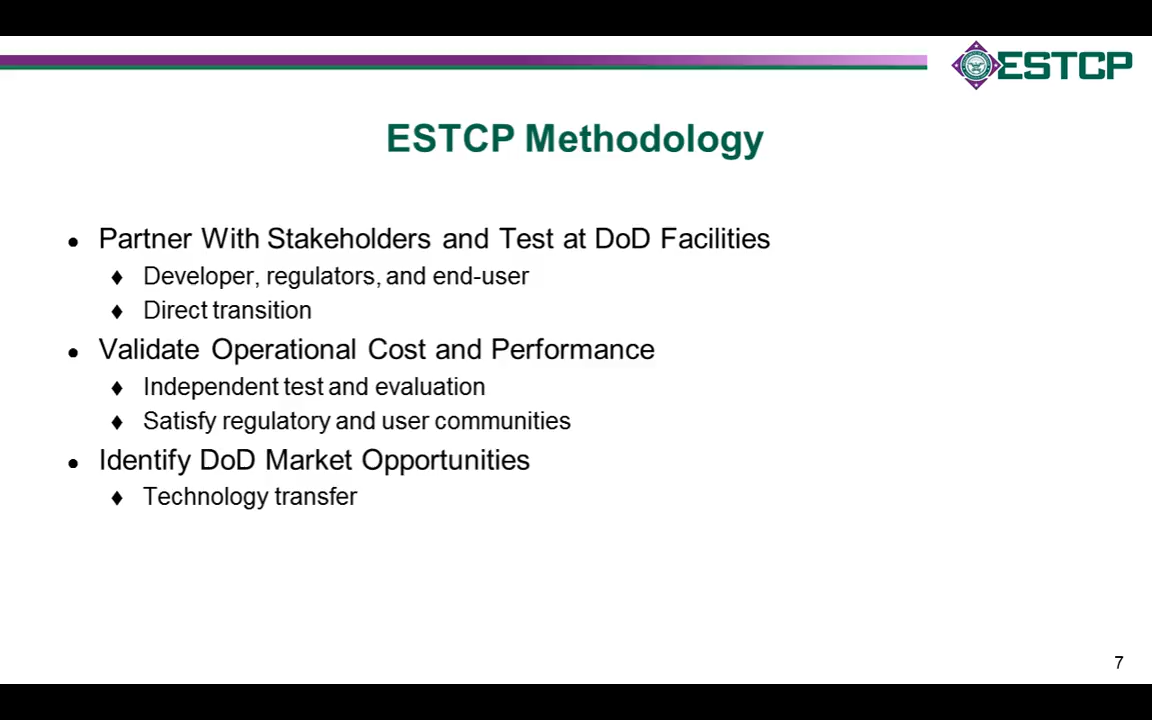 ESTCP
ESTCP Methodology
● Partner With Stakeholders and Test at DoD Facilities
♦ Developer, regulators, and end-user
♦ Direct transition
● Validate Operational Cost and Performance
♦ Independent test and evaluation
♦ Satisfy regulatory and user communities
● Identify DoD Market Opportunities
♦ Technology transfer
7